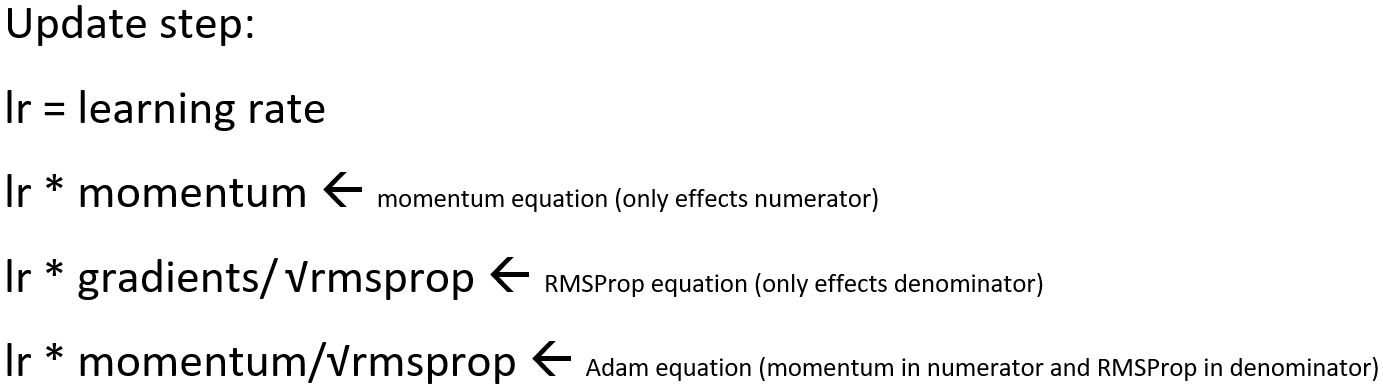 Update step:
lr = learning rate
lr * momentum ← momentum equation (only effects numerator)
lr * gradients/√rmsprop ← RMSProp equation (only effects denominator)
lr * momentum/√rmsprop ← Adam equation (momentum in numerator and RMSProp in denominator)